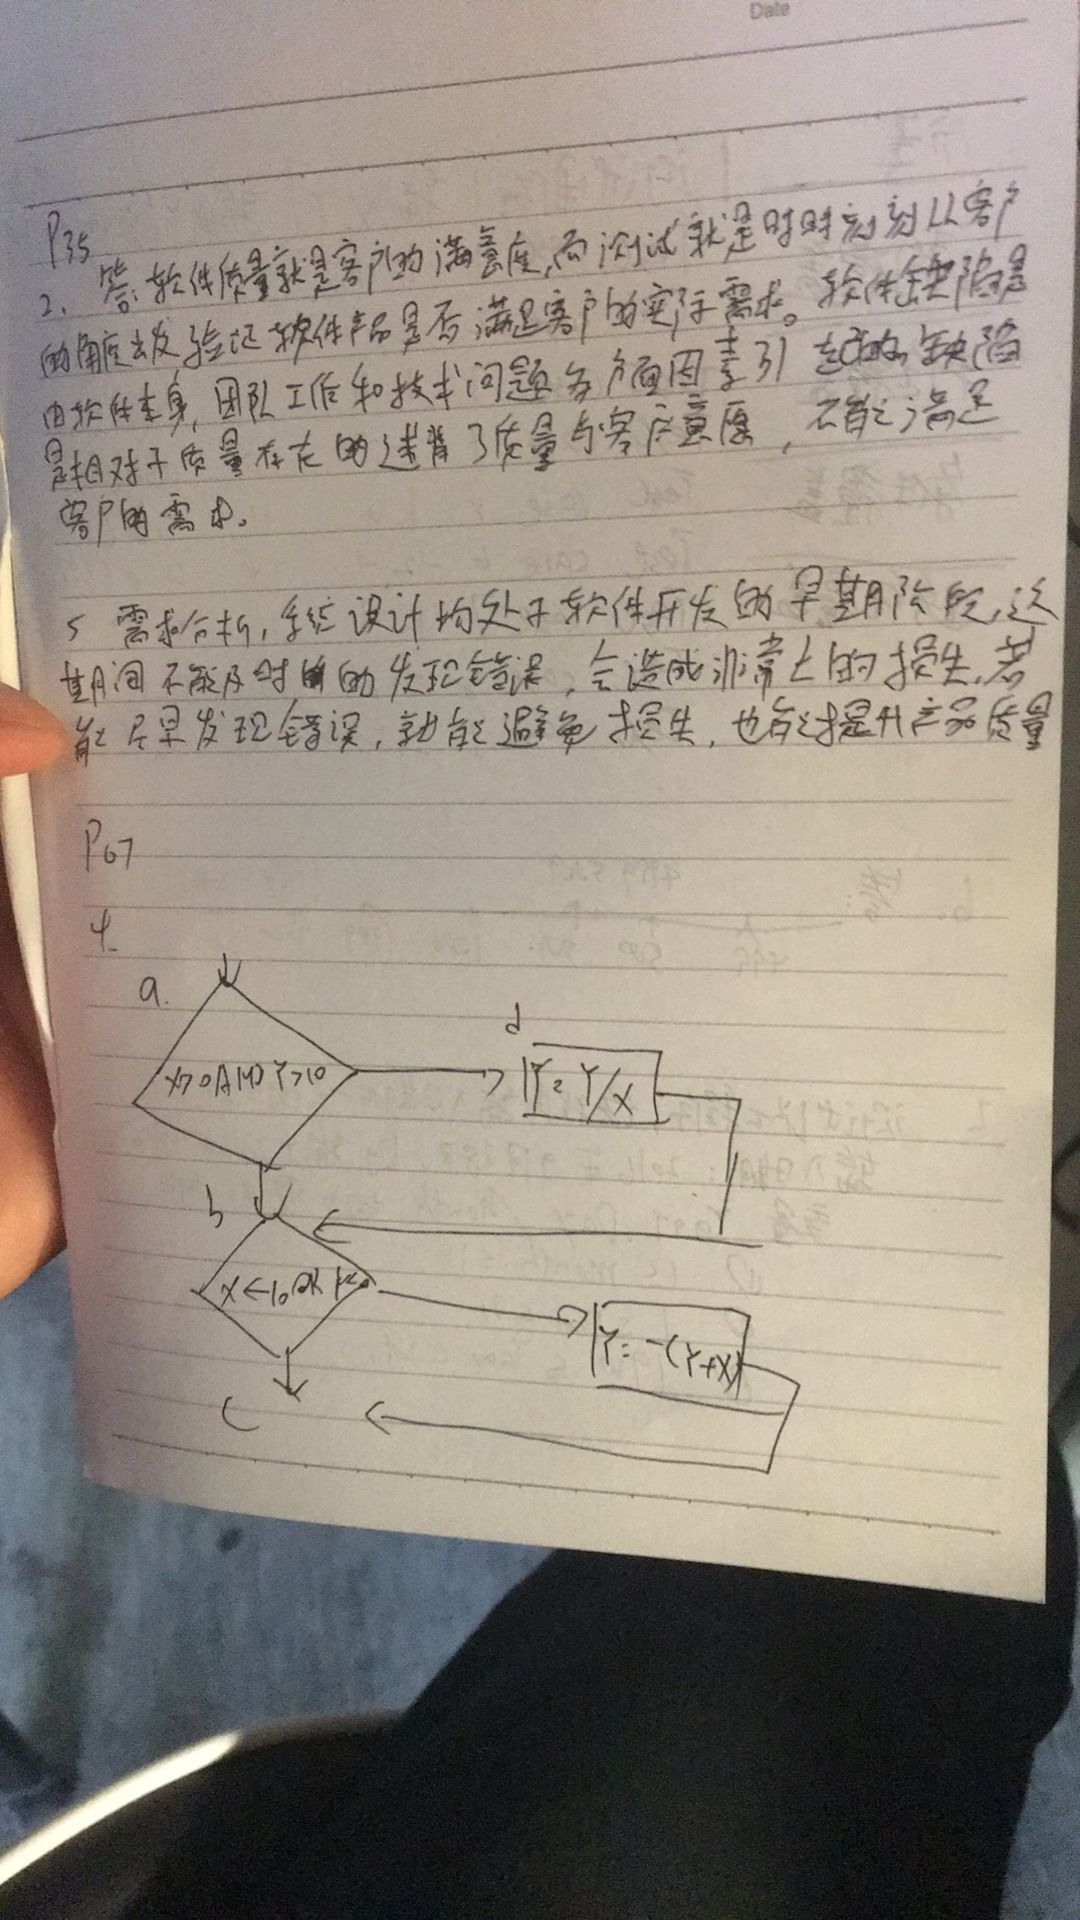 Date
P35
2. 答: 软件质量就是客户的满意度,而测试就是时时刻刻从客户
的角度出发验证软件产品是否满足客户的实际需求。软件缺陷是
由软件本身,团队工作和技术问题多方面因素引起的,缺陷
是相对于质量存在的违背了质量与客户意愿,不能满足
客户的需求。
5 需求分析,系统设计均处于软件开发的早期阶段,这
期间不能及时的发现错误,会造成非常大的损失,若
能尽早发现错误,就能避免损失,也能提升产品质量
P67
4
a.
d
X>0 AND Y>10
Y=Y/X
b
X<-10 OR
Y=-(Y+X)
C